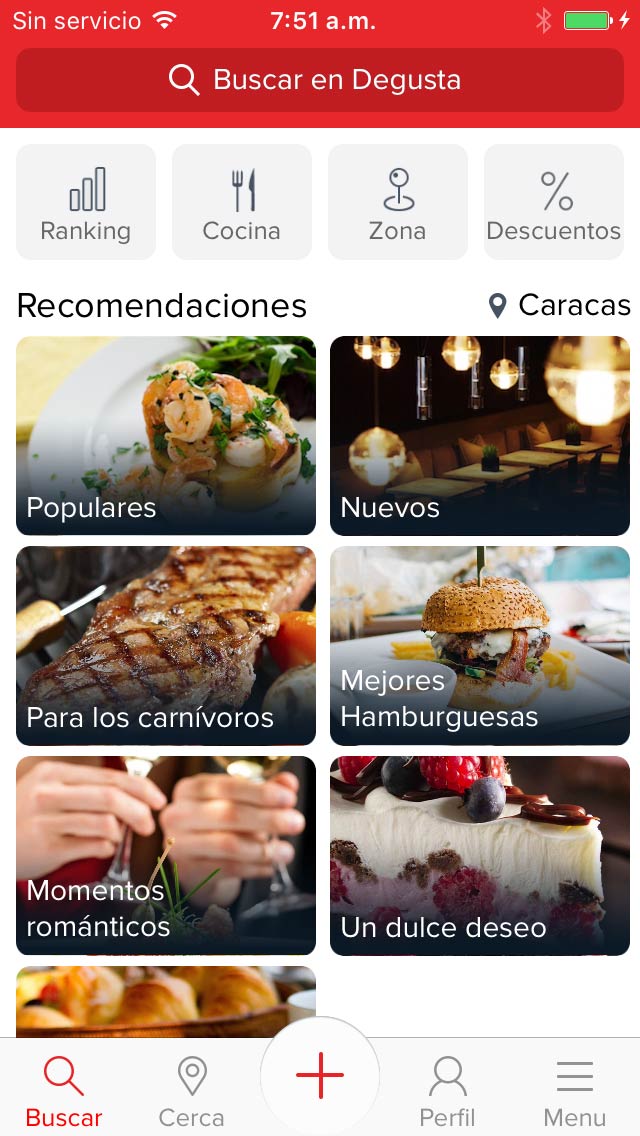 Sin servicio 7:51 a.m.
Buscar en Degusta
Ranking Cocina Zona Descuentos
Recomendaciones Caracas
Populares Nuevos
Para los carnívoros
Mejores
Hamburguesas
Momentos
románticos
Un dulce deseo
Buscar Cerca Perfil Menu